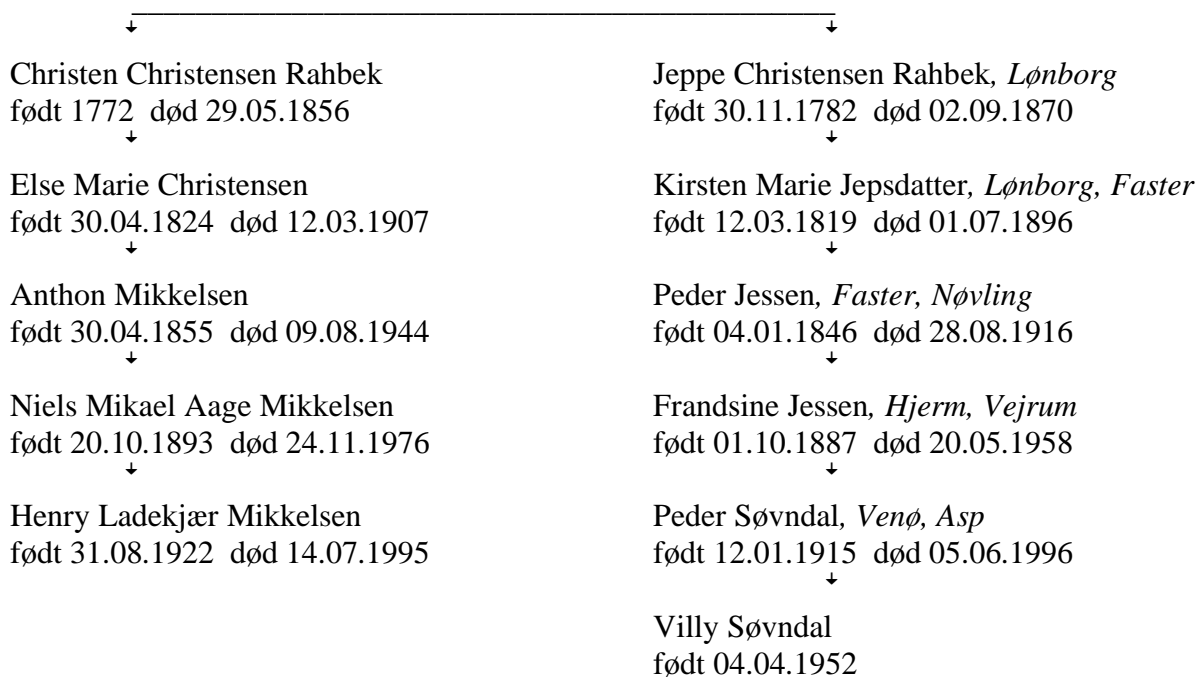 Christen Christensen Rahbek
født 1772 død 29.05.1856
Else Marie Christensen
født 30.04.1824 død 12.03.1907
Anthon Mikkelsen
født 30.04.1855 død 09.08.1944
Niels Mikael Aage Mikkelsen
født 20.10.1893 død 24.11.1976
Henry Ladekjær Mikkelsen
født 31.08.1922 død 14.07.1995
Jeppe Christensen Rahbek, Lønborg
født 30.11.1782 død 02.09.1870
Kirsten Marie Jepsdatter, Lønborg, Faster
født 12.03.1819 død 01.07.1896
Peder Jessen, Faster, Nøvling
født 04.01.1846 død 28.08.1916
Frandsine Jessen, Hjerm, Vejrum
født 01.10.1887 død 20.05.1958
Peder Søvndal, Venø, Asp
født 12.01.1915 død 05.06.1996
Villy Søvndal
født 04.04.1952